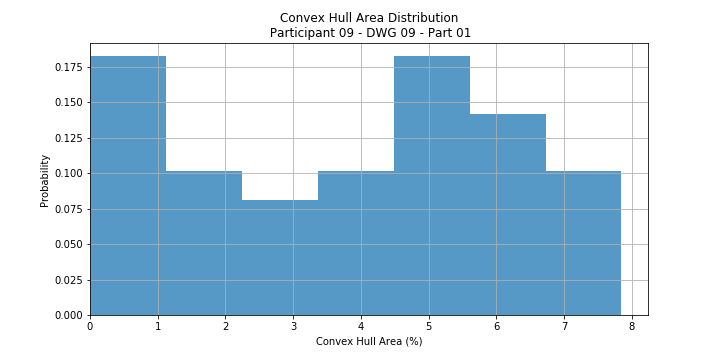 Convex Hull Area Distribution
Participant 09 - DWG 09 - Part 01
Probability
0.175
0.150
0.125
0.100
0.075
0.050
0.025
0.000
0 1 2 3 4 5 6 7 8
Convex Hull Area (%)